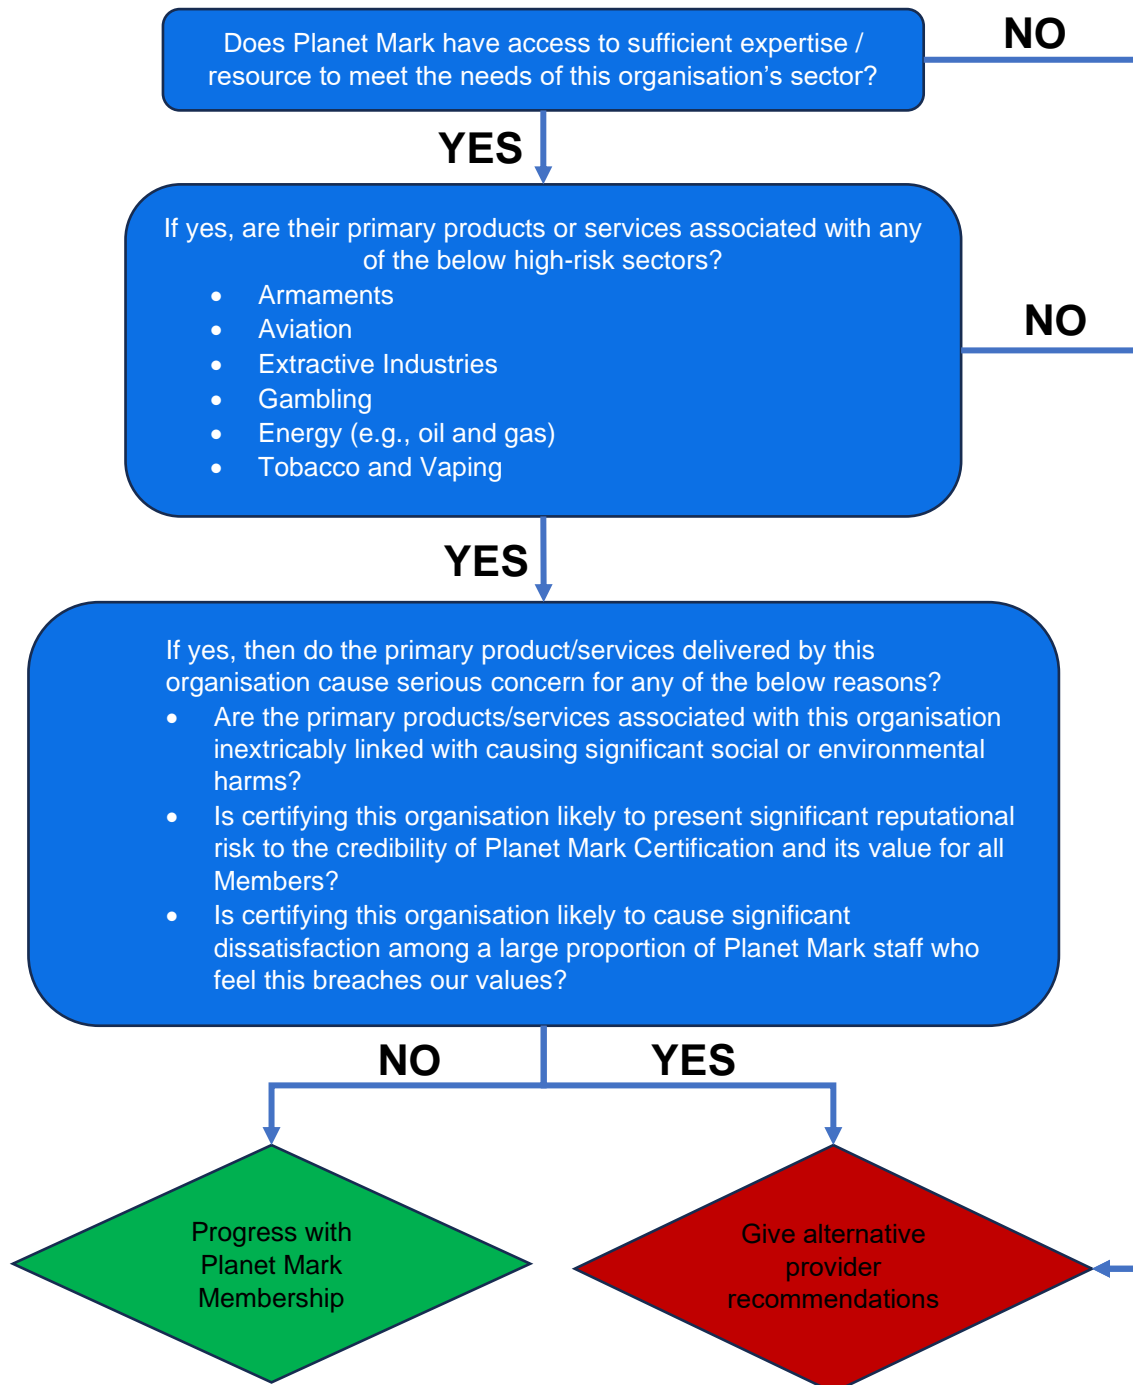 Does Planet Mark have access to sufficient expertise /
resource to meet the needs of this organisation's sector?
NO
YES
If yes, are their primary products or services associated with any
of the below high-risk sectors?
• Armaments
• Aviation
• Extractive Industries
• Gambling
• Energy (e.g., oil and gas)
• Tobacco and Vaping
NO
YES
If yes, then do the primary product/services delivered by this
organisation cause serious concern for any of the below reasons?
• Are the primary products/services associated with this organisation
inextricably linked with causing significant social or environmental
harms?
• Is certifying this organisation likely to present significant reputational
risk to the credibility of Planet Mark Certification and its value for all
Members?
• Is certifying this organisation likely to cause significant
dissatisfaction among a large proportion of Planet Mark staff who
feel this breaches our values?
NO
YES
Progress with
Planet Mark
Membership
Give alternative
provider
recommendations